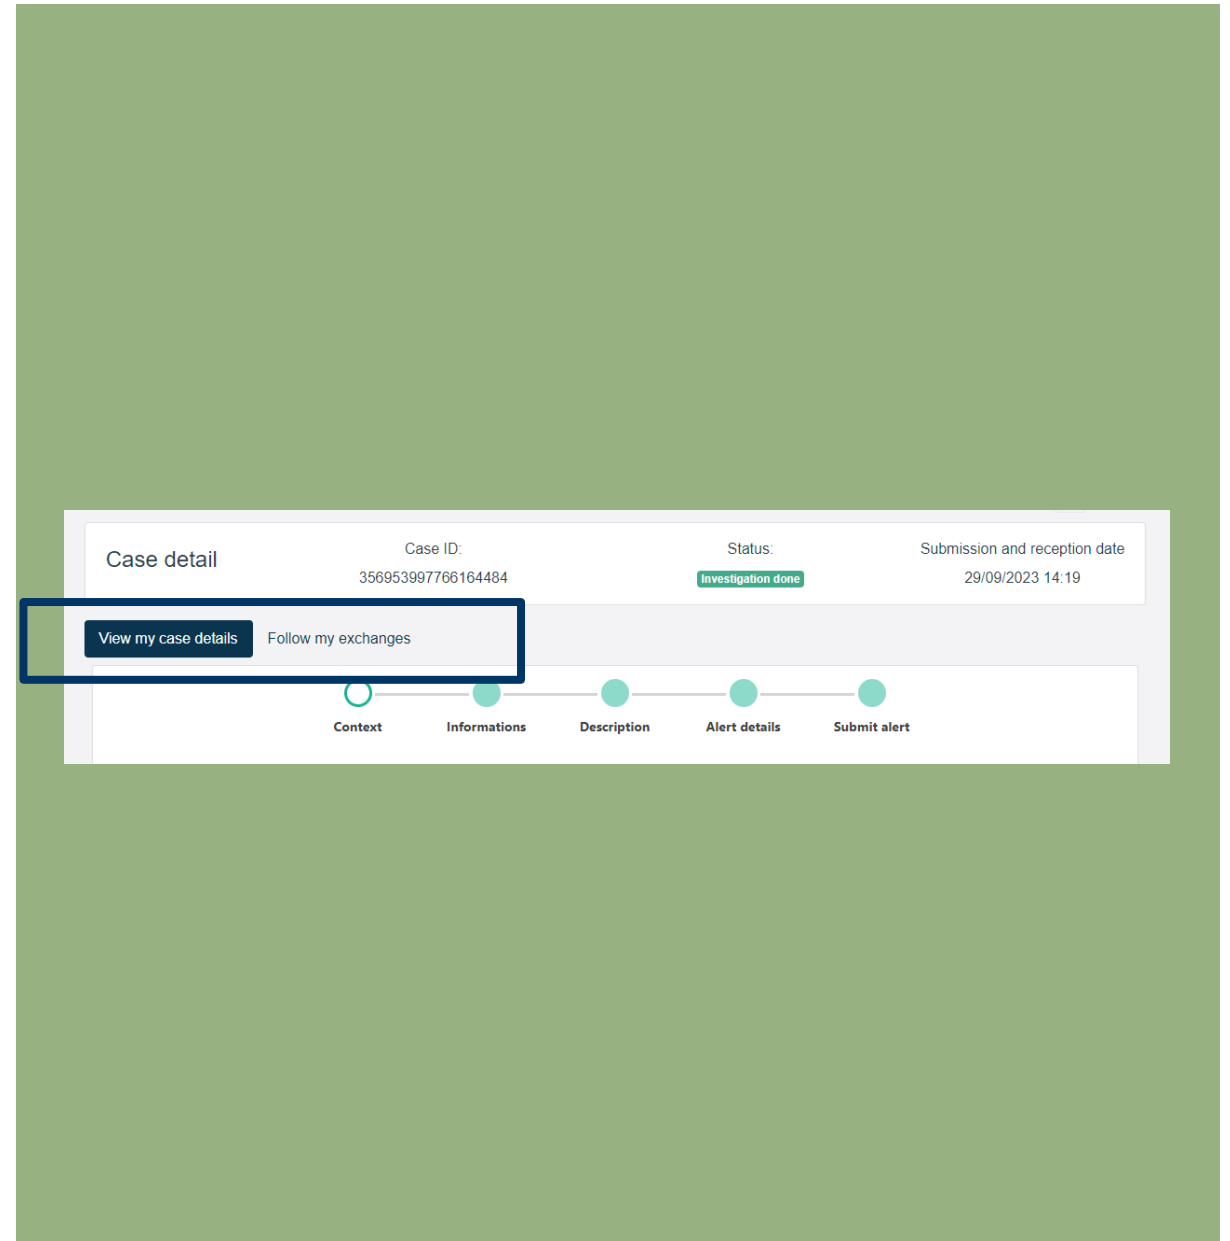 Case detail
Case ID:
356953997766164484
Status:
Investigation done
Submission and reception date
29/09/2023 14:19
View my case details
Follow my exchanges
Context
Informations
Description
Alert details
Submit alert